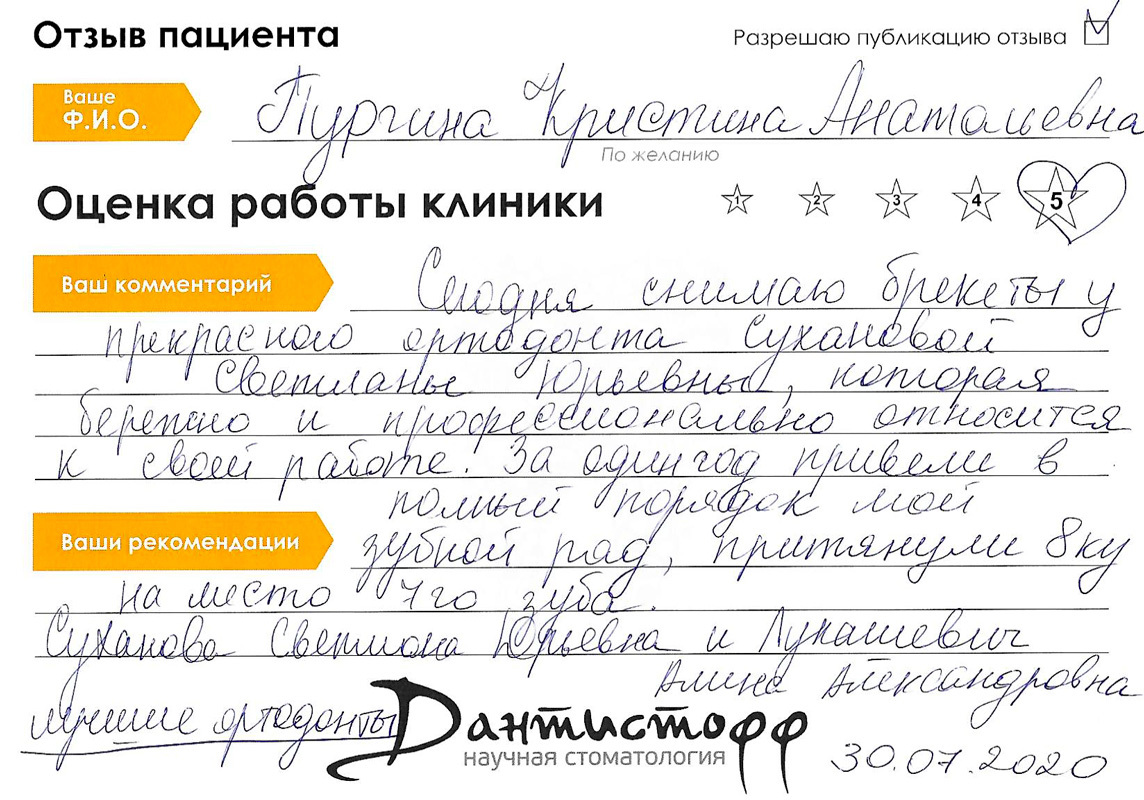 Отзыв пациента
Разрешаю публикацию отзыва
Ваше
Ф.И.О.
Пургина Кристина Анатольевна
По желанию
Оценка работы клиники
1 2 3 4 5
Ваш комментарий
Сегодня снимаю брекеты у
прекрасного ортодонта Сухановой
Светланы Юрьевны, которая
бережно и профессионально относится
к своей работе. За один год привели в
полный порядок мой
Ваши рекомендации
зубной ряд, притянули 8ку
на место 7го зуба.
Суханова Светлана Юрьевна и Лукашевич
Алина Александровна
лучшие ортодонты
Дантистофф
научная стоматология
30.07.2020